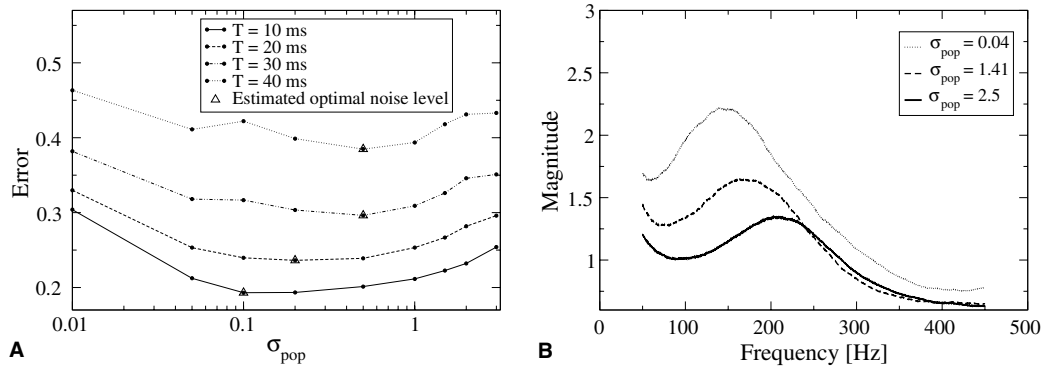 T = 10 ms
T = 20 ms
T = 30 ms
T = 40 ms
Estimated optimal noise level
0.5
0.4
0.3
0.2
Error
0.01
0.1
1
σpop
A
σpop = 0.04
σpop = 1.41
σpop = 2.5
3
2.5
2
1.5
1
Magnitude
0
100
200
300
400
500
Frequency [Hz]
B